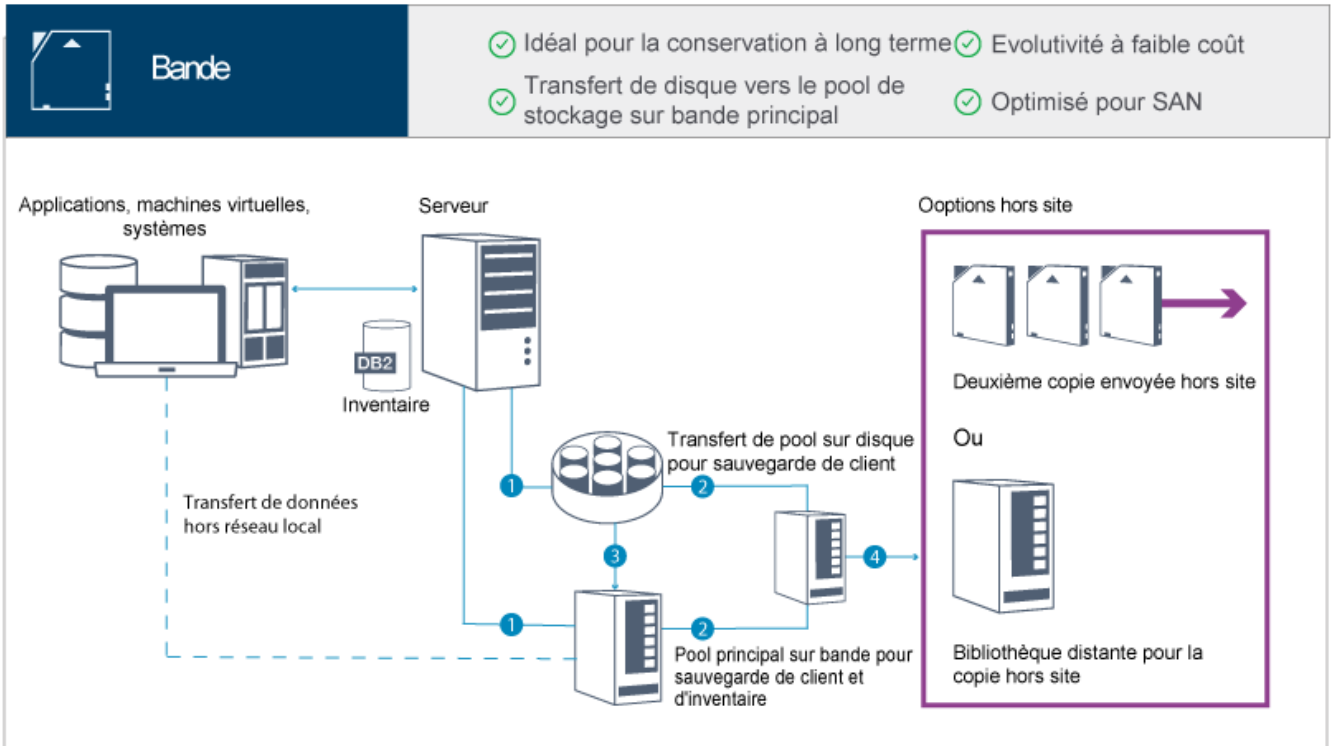 Bande
Idéal pour la conservation à long terme
Evolutivité à faible coût
Transfert de disque vers le pool de
stockage sur bande principal
Optimisé pour SAN
Applications, machines virtuelles,
systèmes
Serveur
Ooptions hors site
DB2
Inventaire
Deuxième copie envoyée hors site
Transfert de pool sur disque
pour sauvegarde de client
Ou
1
2
Transfert de données
hors réseau local
3
4
1
2
Pool principal sur bande pour
sauvegarde de client et
d'inventaire
Bibliothèque distante pour la
copie hors site